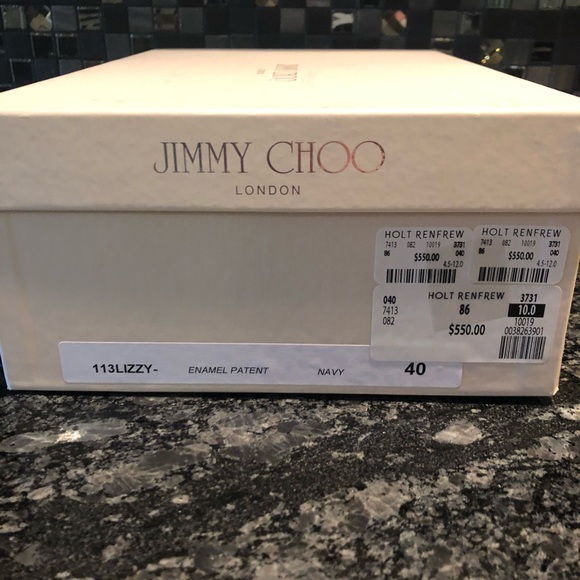 JIMMY CHOO
LONDON
HOLT RENFREW
7413 082 10019 3731
86 040
$550.00
4.5-12.0
HOLT RENFREW
7413 082 10019 3731
86 040
$550.00
4.5-12.0
040 HOLT RENFREW 3731
7413 86 10.0
082 10019
$550.00 0038263901
113LIZZY- ENAMEL PATENT NAVY 40